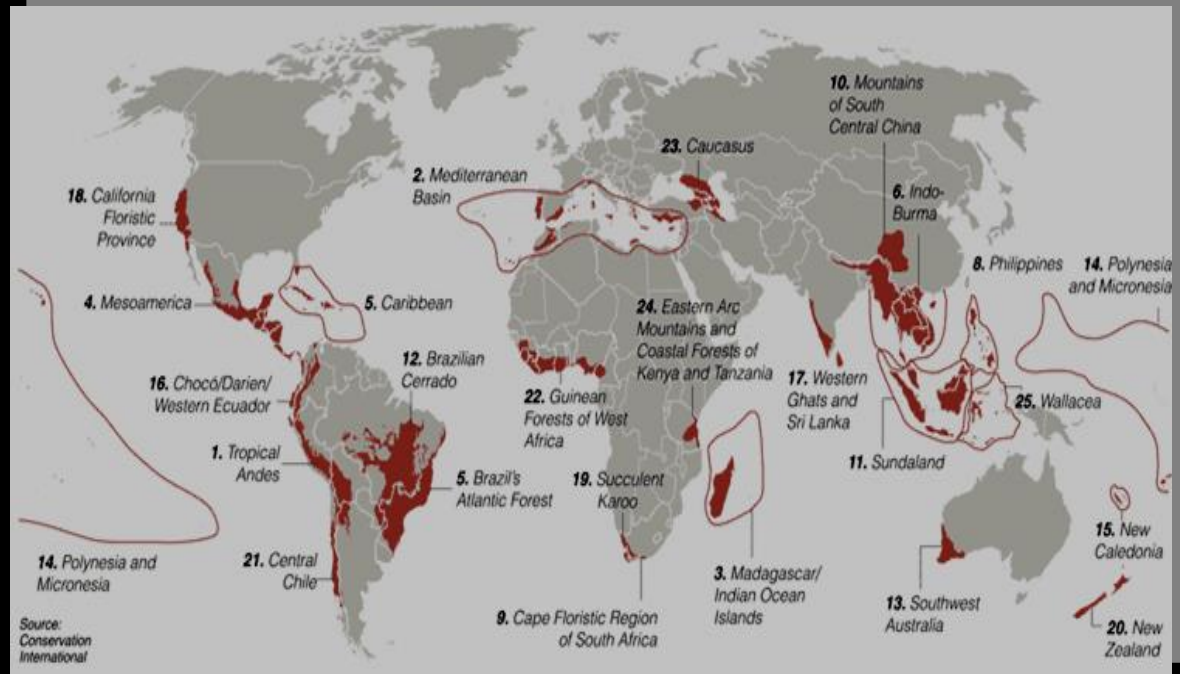 10. Mountains
of South
Central China
23. Caucasus
2. Mediterranean
Basin
6. Indo-
Burma
18. California
Floristic
Province
8. Philippines
14. Polynesia
and Micronesia
4. Mesoamerica
5. Caribbean
24. Eastern Arc
Mountains and
Coastal Forests of
Kenya and Tanzania
12. Brazilian
Cerrado
16. Chocó/Darien/
Western Ecuador
22. Guinean
Forests of West
Africa
17. Western
Ghats and
Sri Lanka
25. Wallacea
1. Tropical
Andes
11. Sundaland
5. Brazil's
Atlantic Forest
19. Succulent
Karoo
15. New
Caledonia
14. Polynesia and
Micronesia
21. Central
Chile
3. Madagascar/
Indian Ocean
Islands
13. Southwest
Australia
9. Cape Floristic Region
of South Africa
20. New
Zealand
Source:
Conservation
International